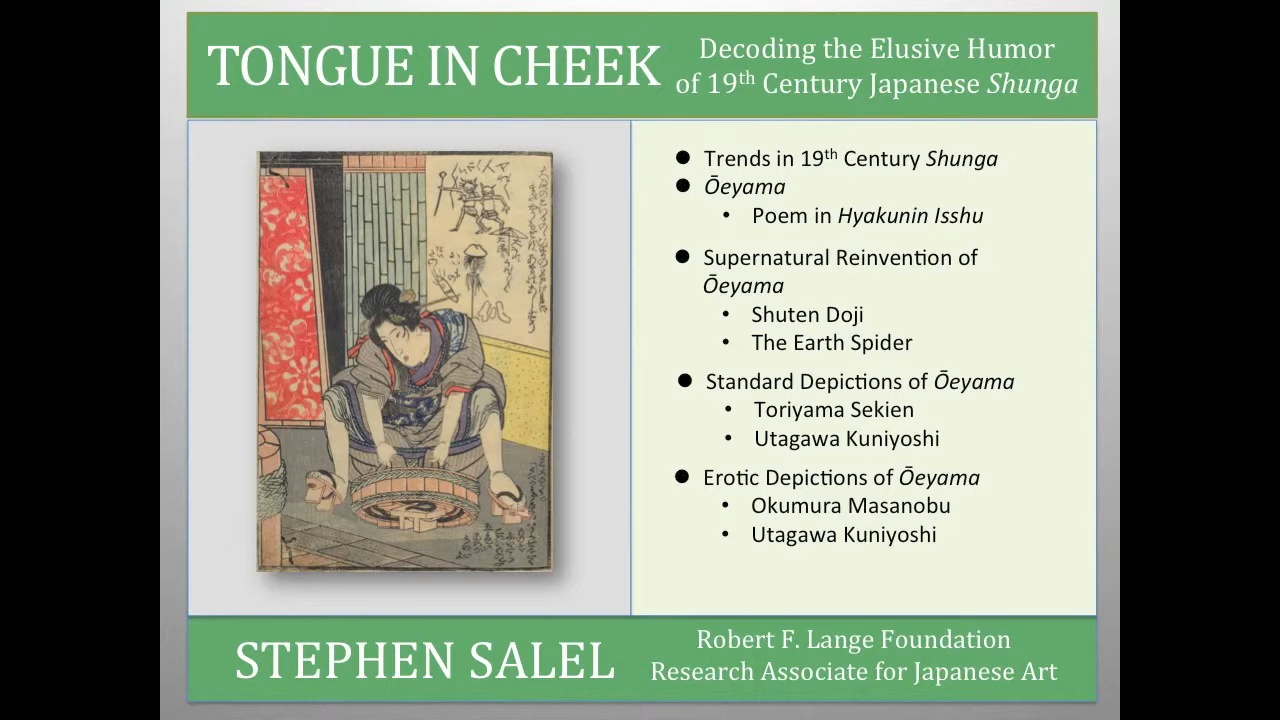 TONGUE IN CHEEK
Decoding the Elusive Humor
of 19th Century Japanese Shunga
● Trends in 19th Century Shunga
● Ōeyama
• Poem in Hyakunin Isshu
● Supernatural Reinvention of
Ōeyama
• Shuten Doji
• The Earth Spider
● Standard Depictions of Ōeyama
• Toriyama Sekien
• Utagawa Kuniyoshi
● Erotic Depictions of Ōeyama
• Okumura Masanobu
• Utagawa Kuniyoshi
STEPHEN SALEL
Robert F. Lange Foundation
Research Associate for Japanese Art